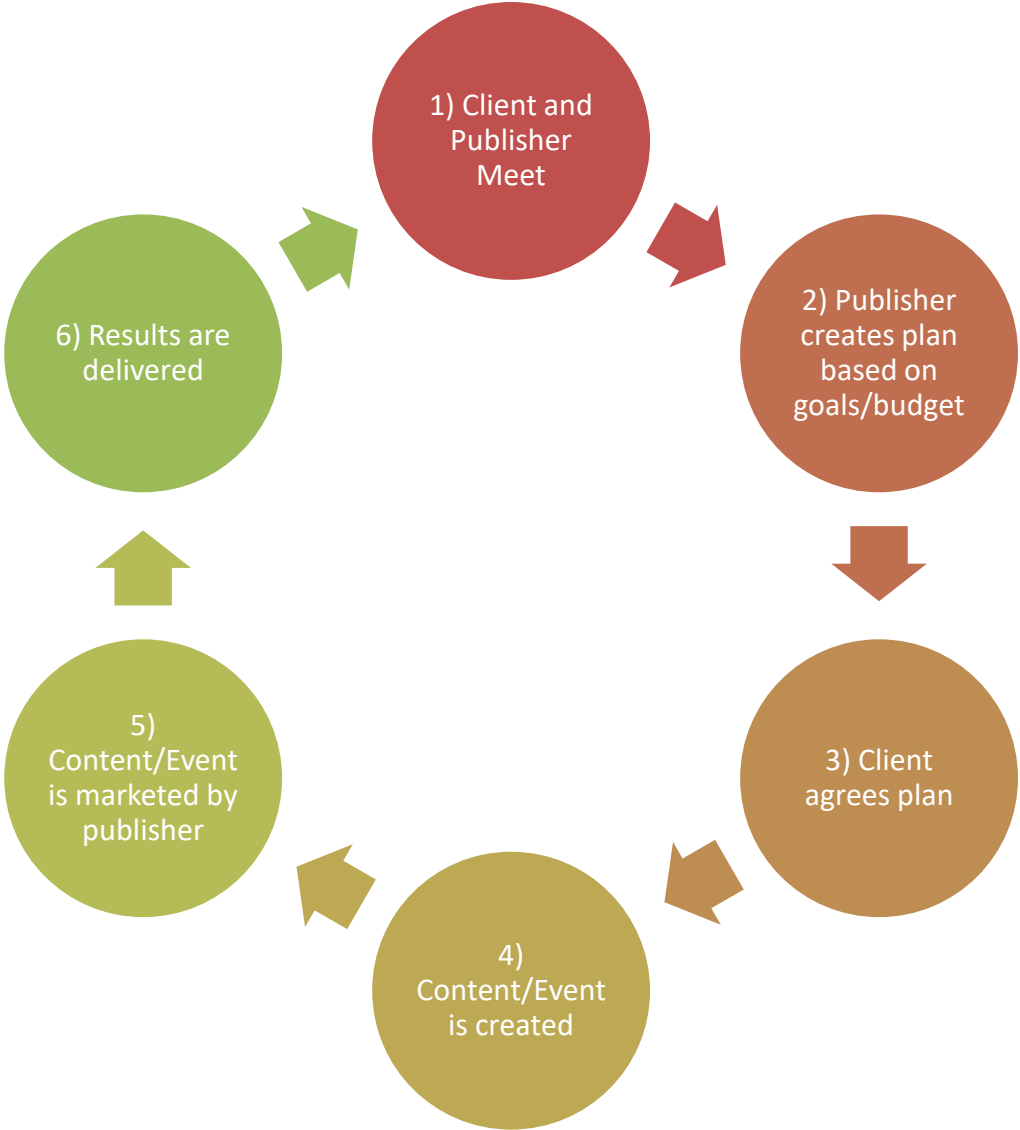 1) Client and
Publisher
Meet
2) Publisher
creates plan
based on
goals/budget
3) Client
agrees plan
4)
Content/Event
is created
5)
Content/Event
is marketed by
publisher
6) Results are
delivered